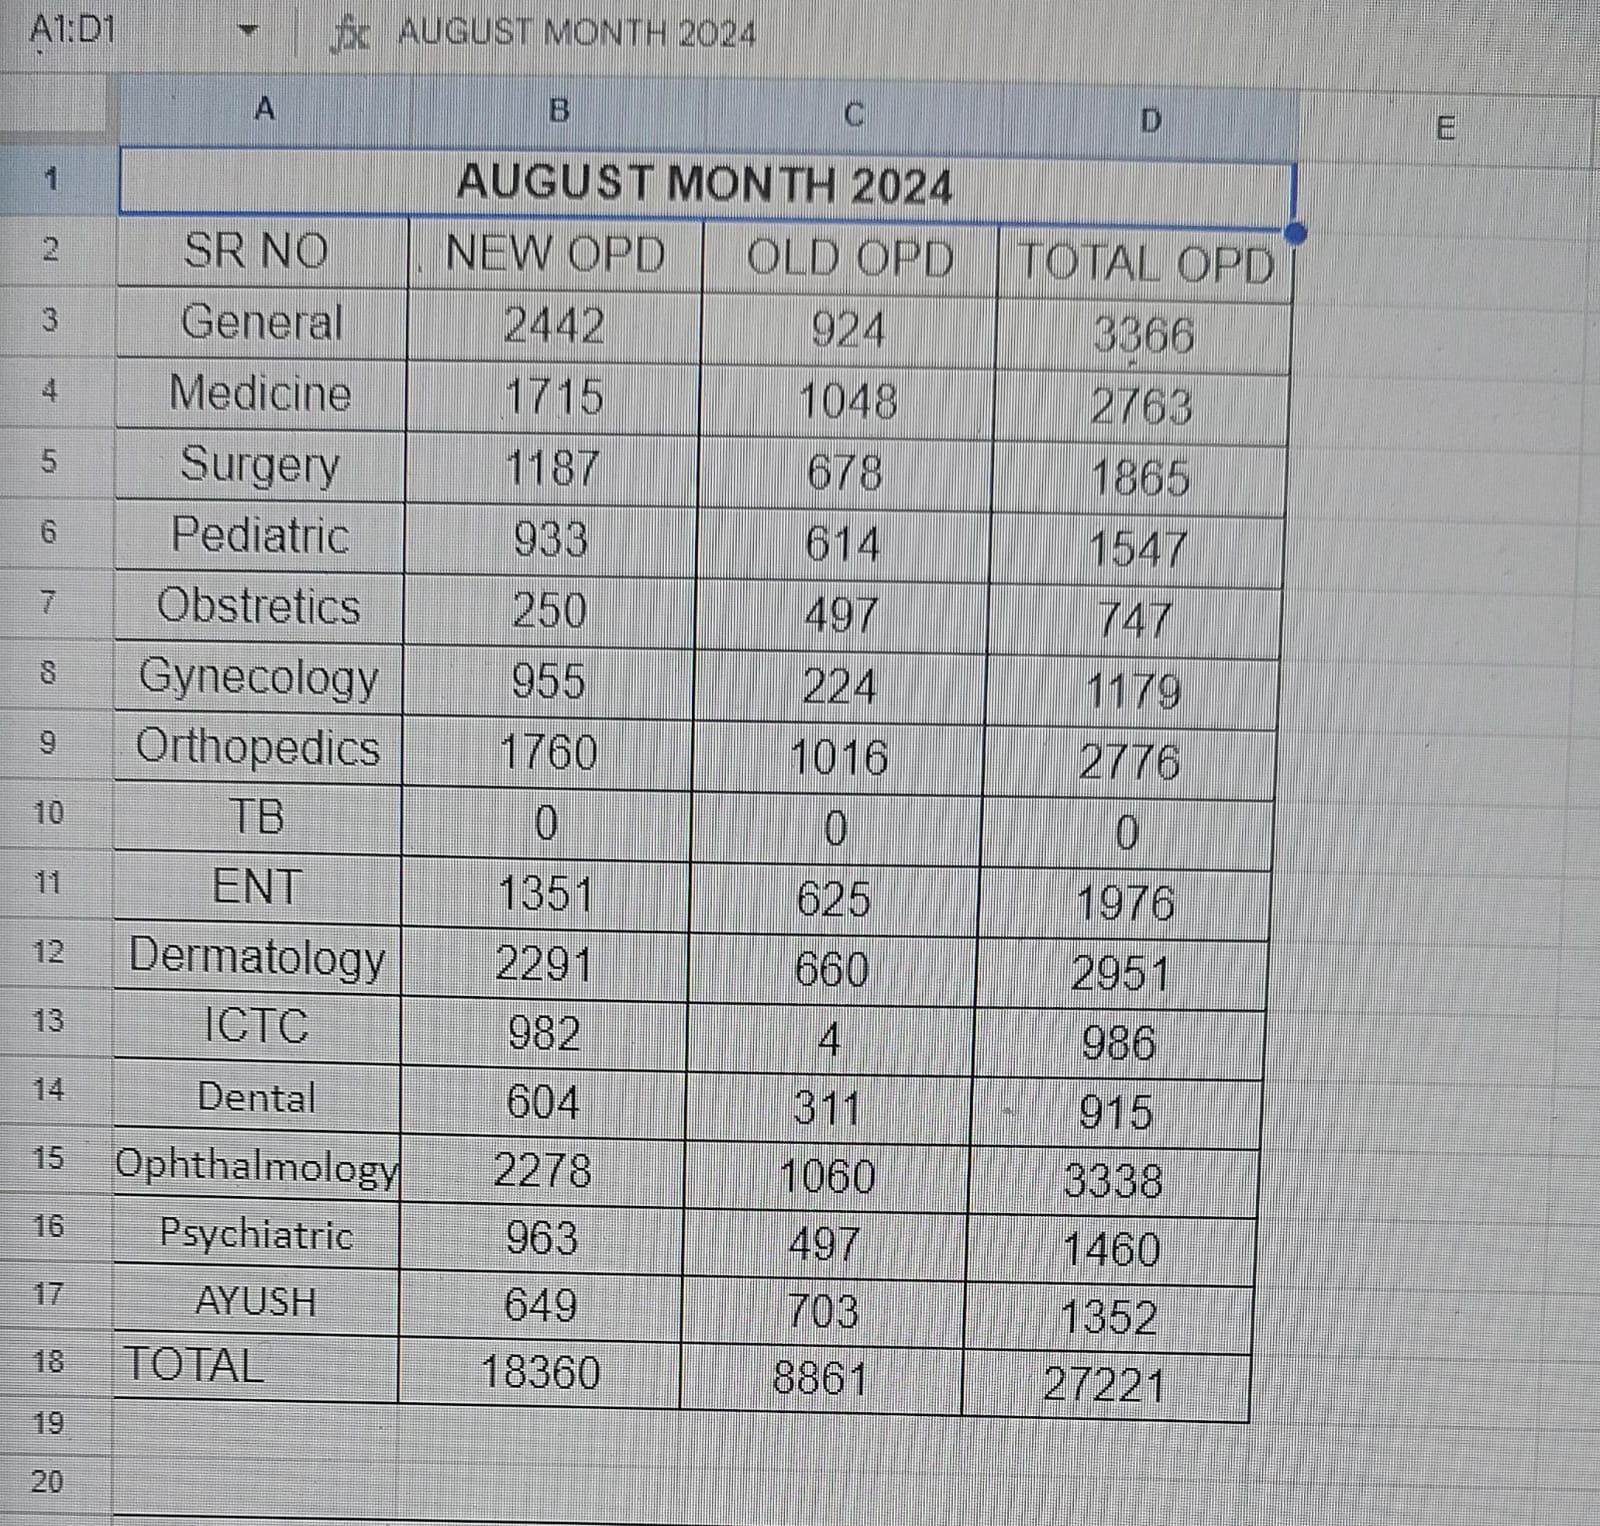 A1:D1 fx AUGUST MONTH 2024
A B C D E
1 AUGUST MONTH 2024
2 SR NO NEW OPD OLD OPD TOTAL OPD
3 General 2442 924 3366
4 Medicine 1715 1048 2763
5 Surgery 1187 678 1865
6 Pediatric 933 614 1547
7 Obstretics 250 497 747
8 Gynecology 955 224 1179
9 Orthopedics 1760 1016 2776
10 TB 0 0 0
11 ENT 1351 625 1976
12 Dermatology 2291 660 2951
13 ICTC 982 4 986
14 Dental 604 311 915
15 Ophthalmology 2278 1060 3338
16 Psychiatric 963 497 1460
17 AYUSH 649 703 1352
18 TOTAL 18360 8861 27221
19
20